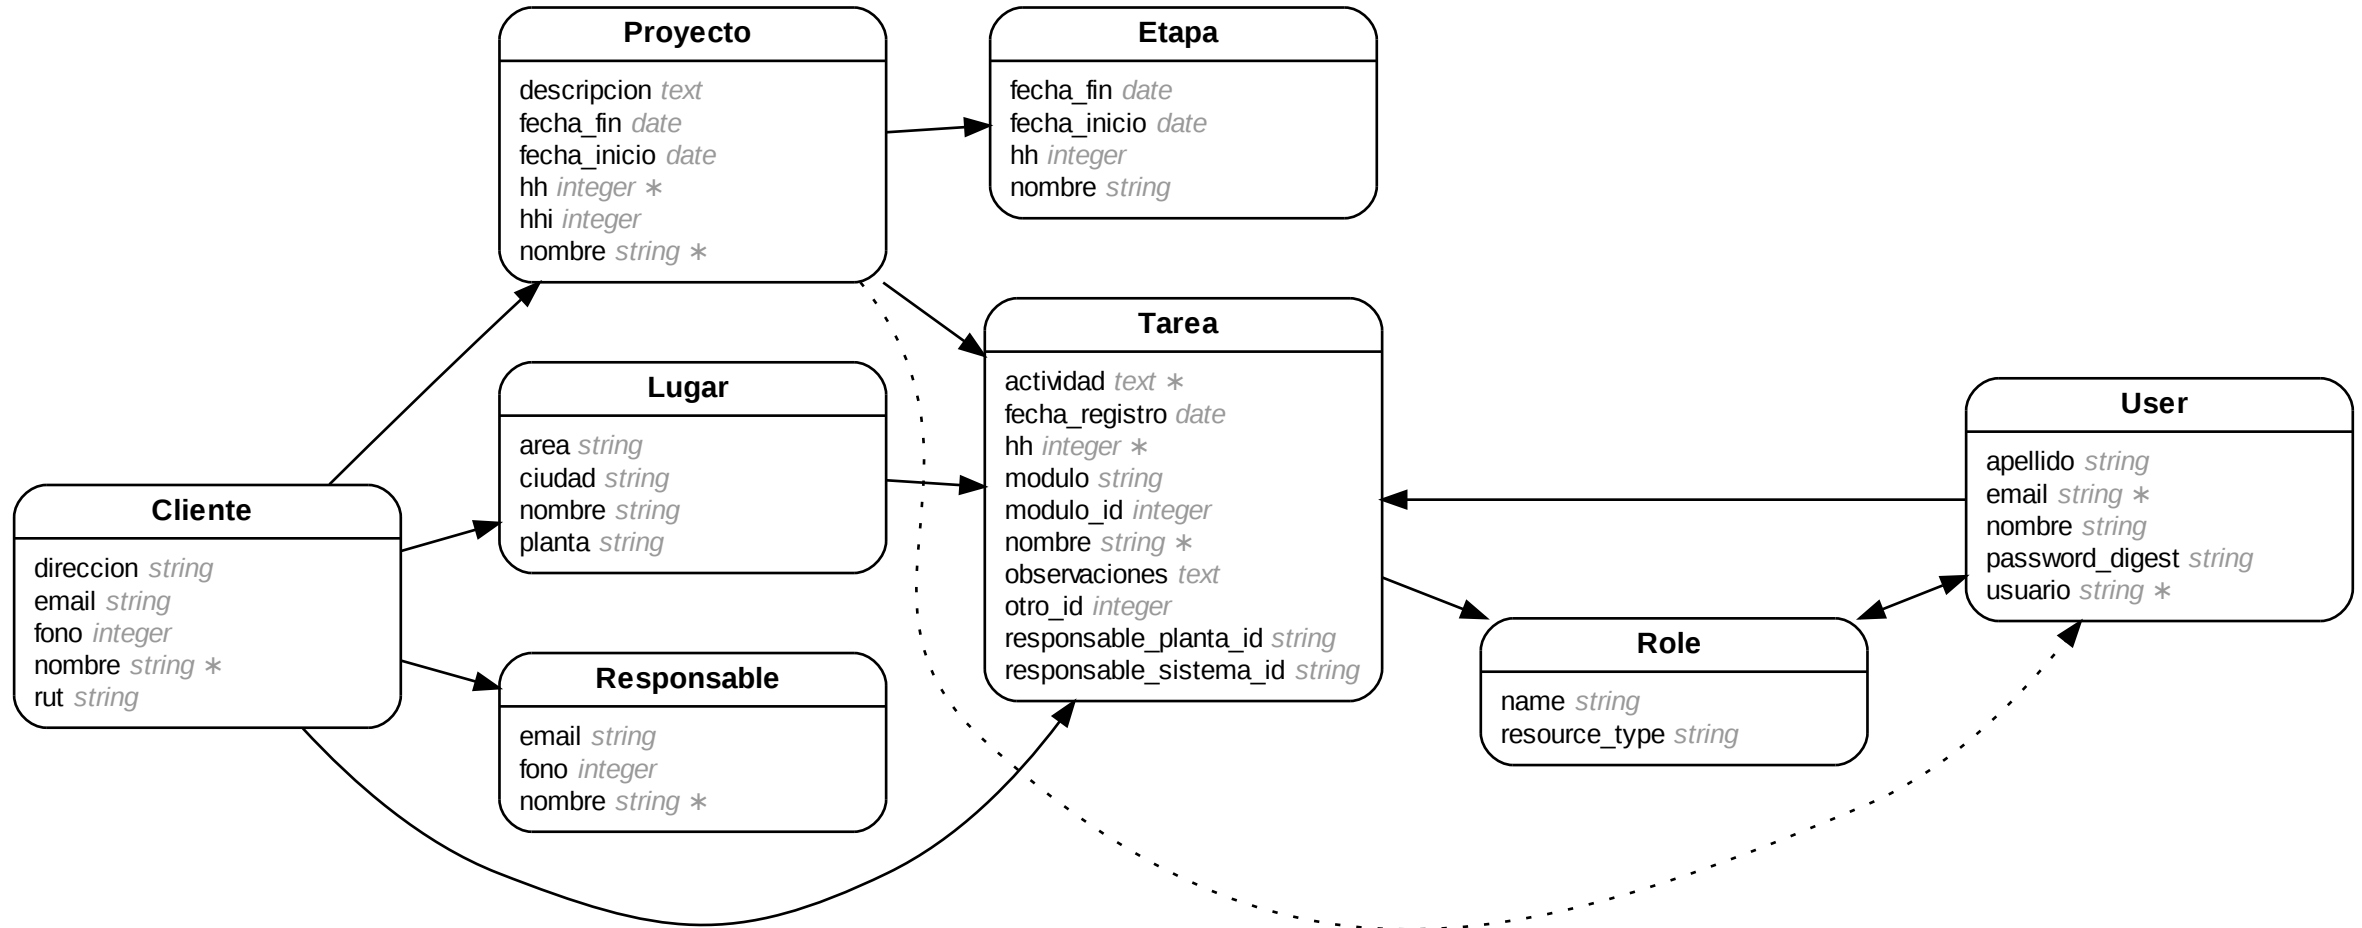 Proyecto
descripcion text
fecha_fin date
fecha_inicio date
hh integer ∗
hhi integer
nombre string ∗
Etapa
fecha_fin date
fecha_inicio date
hh integer
nombre string
Tarea
actividad text ∗
fecha_registro date
hh integer ∗
modulo string
modulo_id integer
nombre string ∗
observaciones text
otro_id integer
responsable_planta_id string
responsable_sistema_id string
Lugar
area string
ciudad string
nombre string
planta string
User
apellido string
email string ∗
nombre string
password_digest string
usuario string ∗
Cliente
direccion string
email string
fono integer
nombre string ∗
rut string
Role
name string
resource_type string
Responsable
email string
fono integer
nombre string ∗